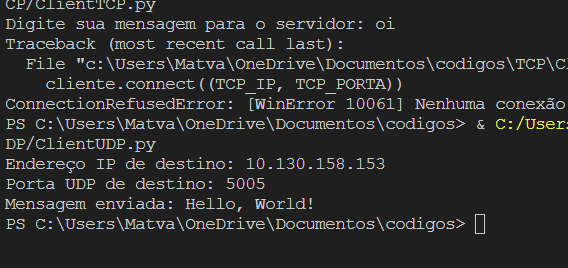 CP/ClientTCP.py
Digite sua mensagem para o servidor: oi
Traceback (most recent call last):
  File "c:\Users\Matva\OneDrive\Documentos\codigos\TCP\Cl
    cliente.connect((TCP_IP, TCP_PORTA))
ConnectionRefusedError: [WinError 10061] Nenhuma conexão
PS C:\Users\Matva\OneDrive\Documentos\codigos> & C:/Users
DP/ClientUDP.py
Endereço IP de destino: 10.130.158.153
Porta UDP de destino: 5005
Mensagem enviada: Hello, World!
PS C:\Users\Matva\OneDrive\Documentos\codigos>